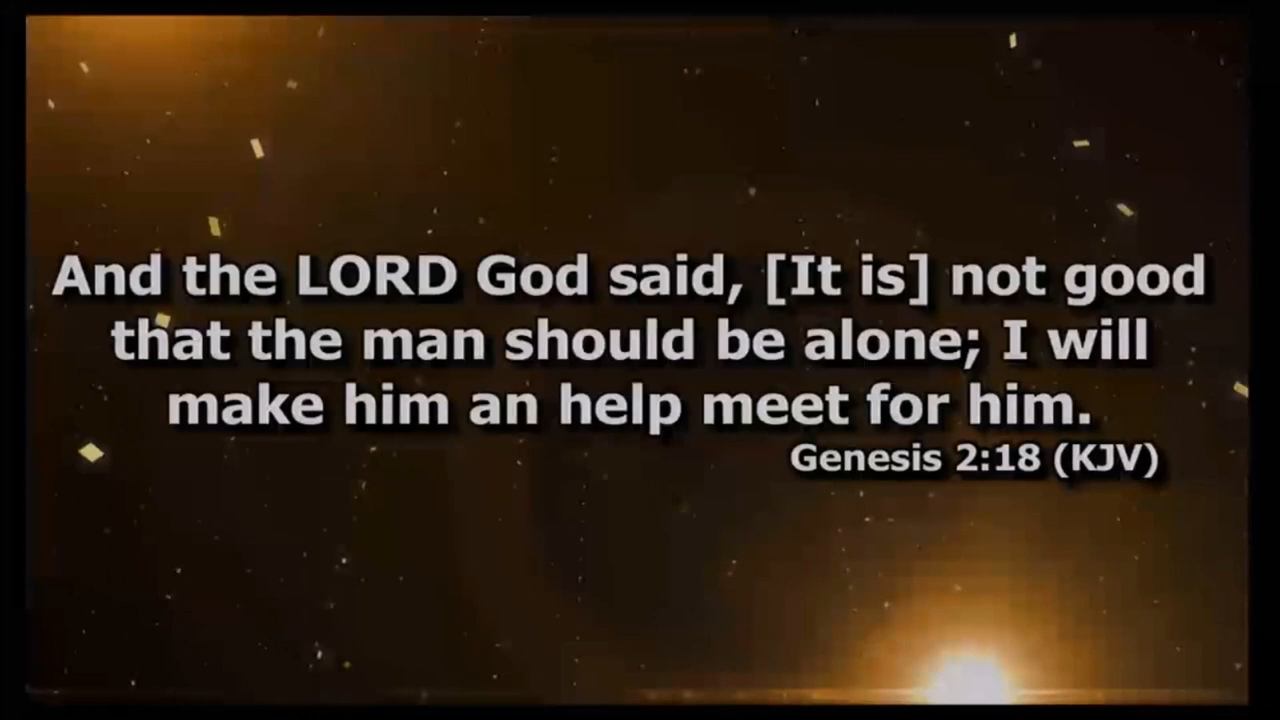 And the LORD God said, [It is] not good
that the man should be alone; I will
make him an help meet for him.
Genesis 2:18 (KJV)